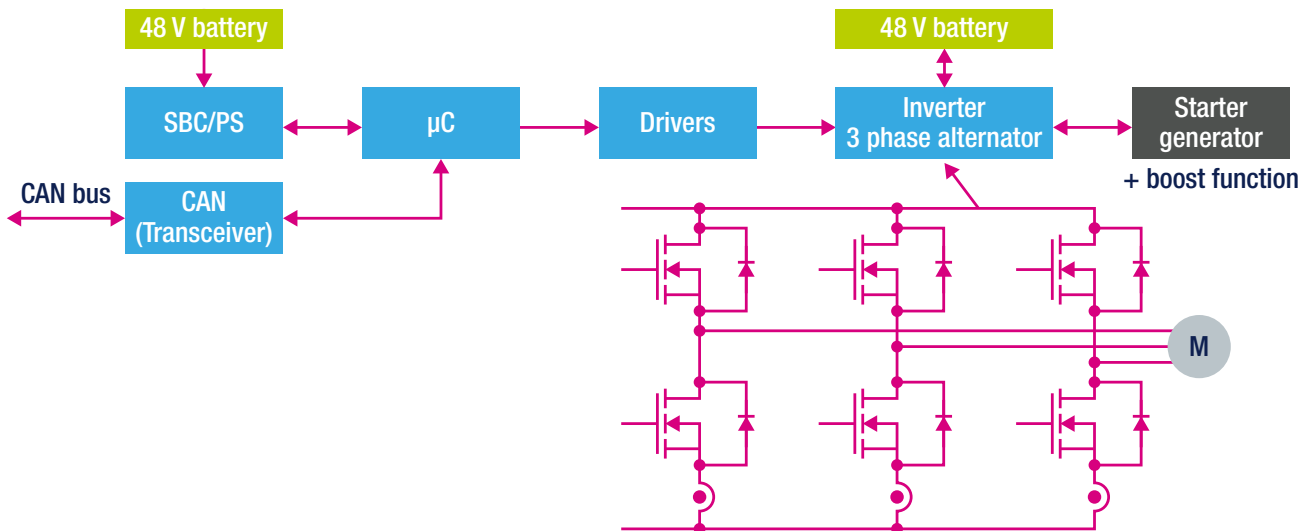 48 V battery
48 V battery
SBC/PS
µC
Drivers
Inverter
3 phase alternator
Starter
generator
+ boost function
CAN bus
CAN
(Transceiver)
M